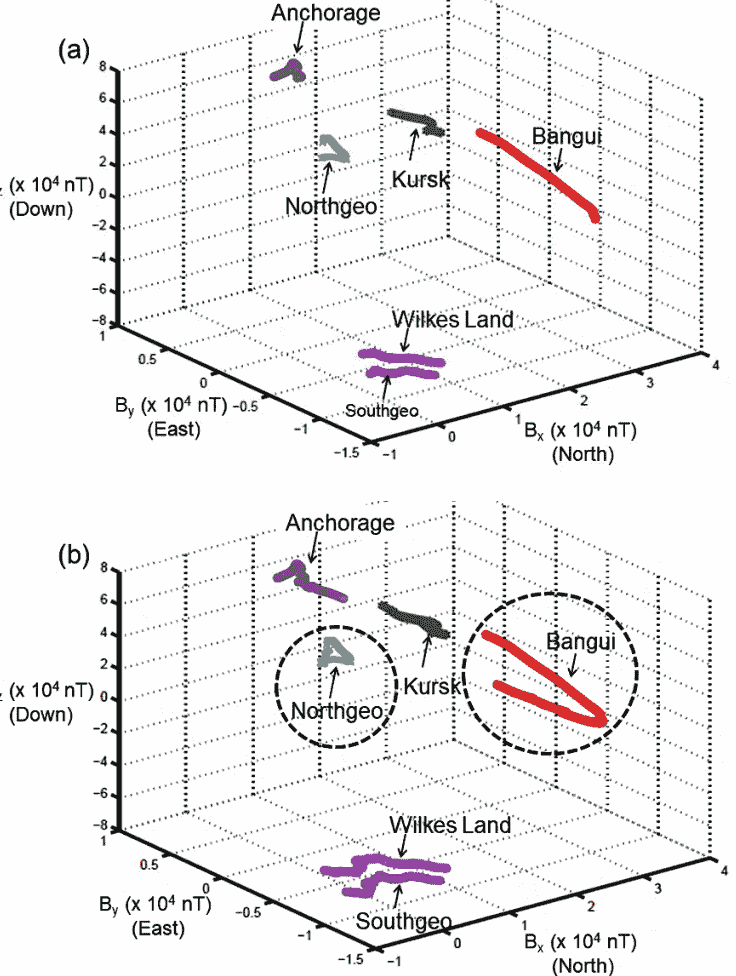 Anchorage
(a)
8
6
4
2
0
−2
−4
−6
−8
(x 10⁴ nT)
(Down)
Bangui
Kursk
Northgeo
Wilkes Land
Southgeo
1
0.5
0
−0.5
−1
−1.5
By (x 10⁴ nT)
(East)
−1
0
1
2
3
4
Bx (x 10⁴ nT)
(North)
(b)
Anchorage
8
6
4
2
0
−2
−4
−6
−8
(x 10⁴ nT)
(Down)
Bangui
Kursk
Northgeo
Wilkes Land
Southgeo
1
0.5
0
−0.5
−1
−1.5
By (x 10⁴ nT)
(East)
−1
0
1
2
3
4
Bx (x 10⁴ nT)
(North)